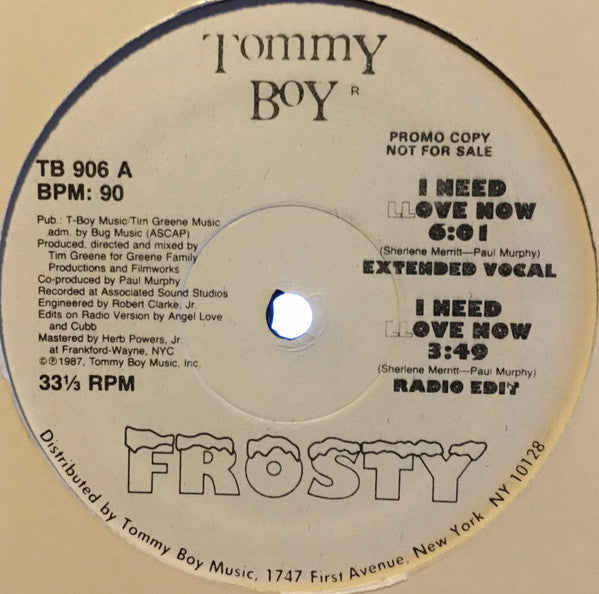 Tommy
Boy ®
PROMO COPY
NOT FOR SALE
TB 906 A
BPM: 90
Pub.: T-Boy Music/Tim Greene Music
adm. by Bug Music (ASCAP)
Produced, directed and mixed by
Tim Greene for Greene Family
Productions and Filmworks
Co-produced by Paul Murphy
Recorded at Associated Sound Studios
Engineered by Robert Clarke, Jr.
Edits on Radio Version by Angel Love
and Cubb
Mastered by Herb Powers, Jr.
at Frankford-Wayne, NYC
©℗1987, Tommy Boy Music, Inc.
33⅓ RPM
I NEED
LLOVE NOW
6:01
(Sherlene Merritt—Paul Murphy)
EXTENDED VOCAL
I NEED
LLOVE NOW
3:49
(Sherlene Merritt—Paul Murphy)
RADIO EDIT
FROSTY
Distributed by Tommy Boy Music, 1747 First Avenue, New York, NY 10128